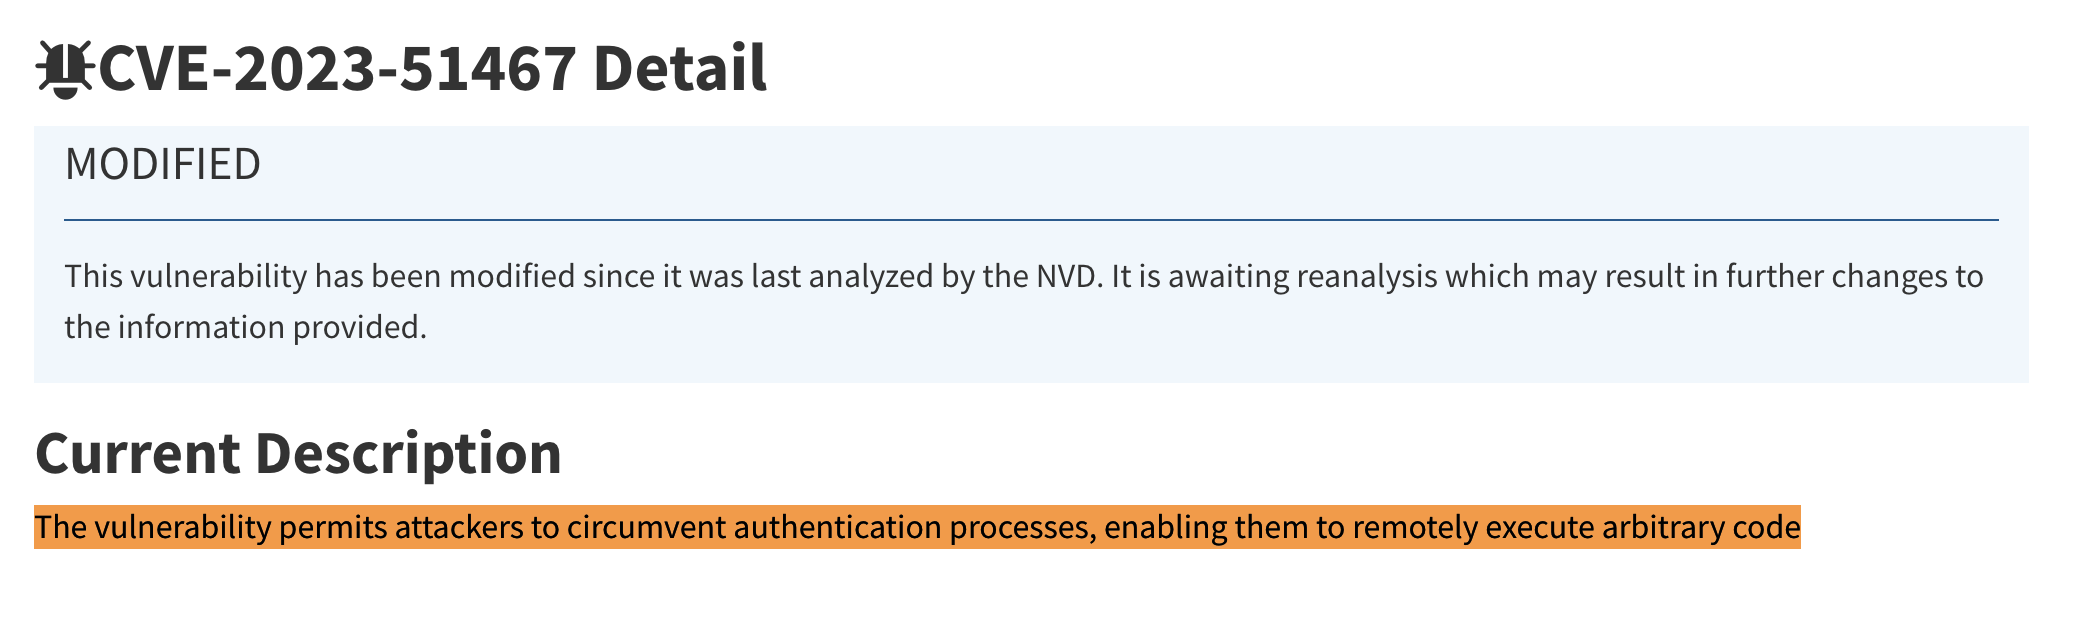 CVE-2023-51467 Detail
MODIFIED
This vulnerability has been modified since it was last analyzed by the NVD. It is awaiting reanalysis which may result in further changes to
the information provided.
Current Description
The vulnerability permits attackers to circumvent authentication processes, enabling them to remotely execute arbitrary code